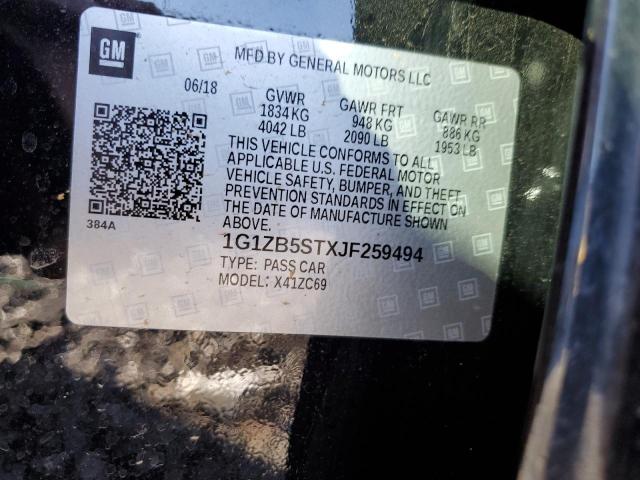 GM
MFD BY GENERAL MOTORS LLC
06/18
GVWR GAWR FRT GAWR RR
1834 KG 948 KG 886 KG
4042 LB 2090 LB 1953 LB
THIS VEHICLE CONFORMS TO ALL
APPLICABLE U.S. FEDERAL MOTOR
VEHICLE SAFETY, BUMPER, AND THEFT
PREVENTION STANDARDS IN EFFECT ON
THE DATE OF MANUFACTURE SHOWN
ABOVE.
384A
1G1ZB5STXJF259494
TYPE: PASS CAR
MODEL: X41ZC69